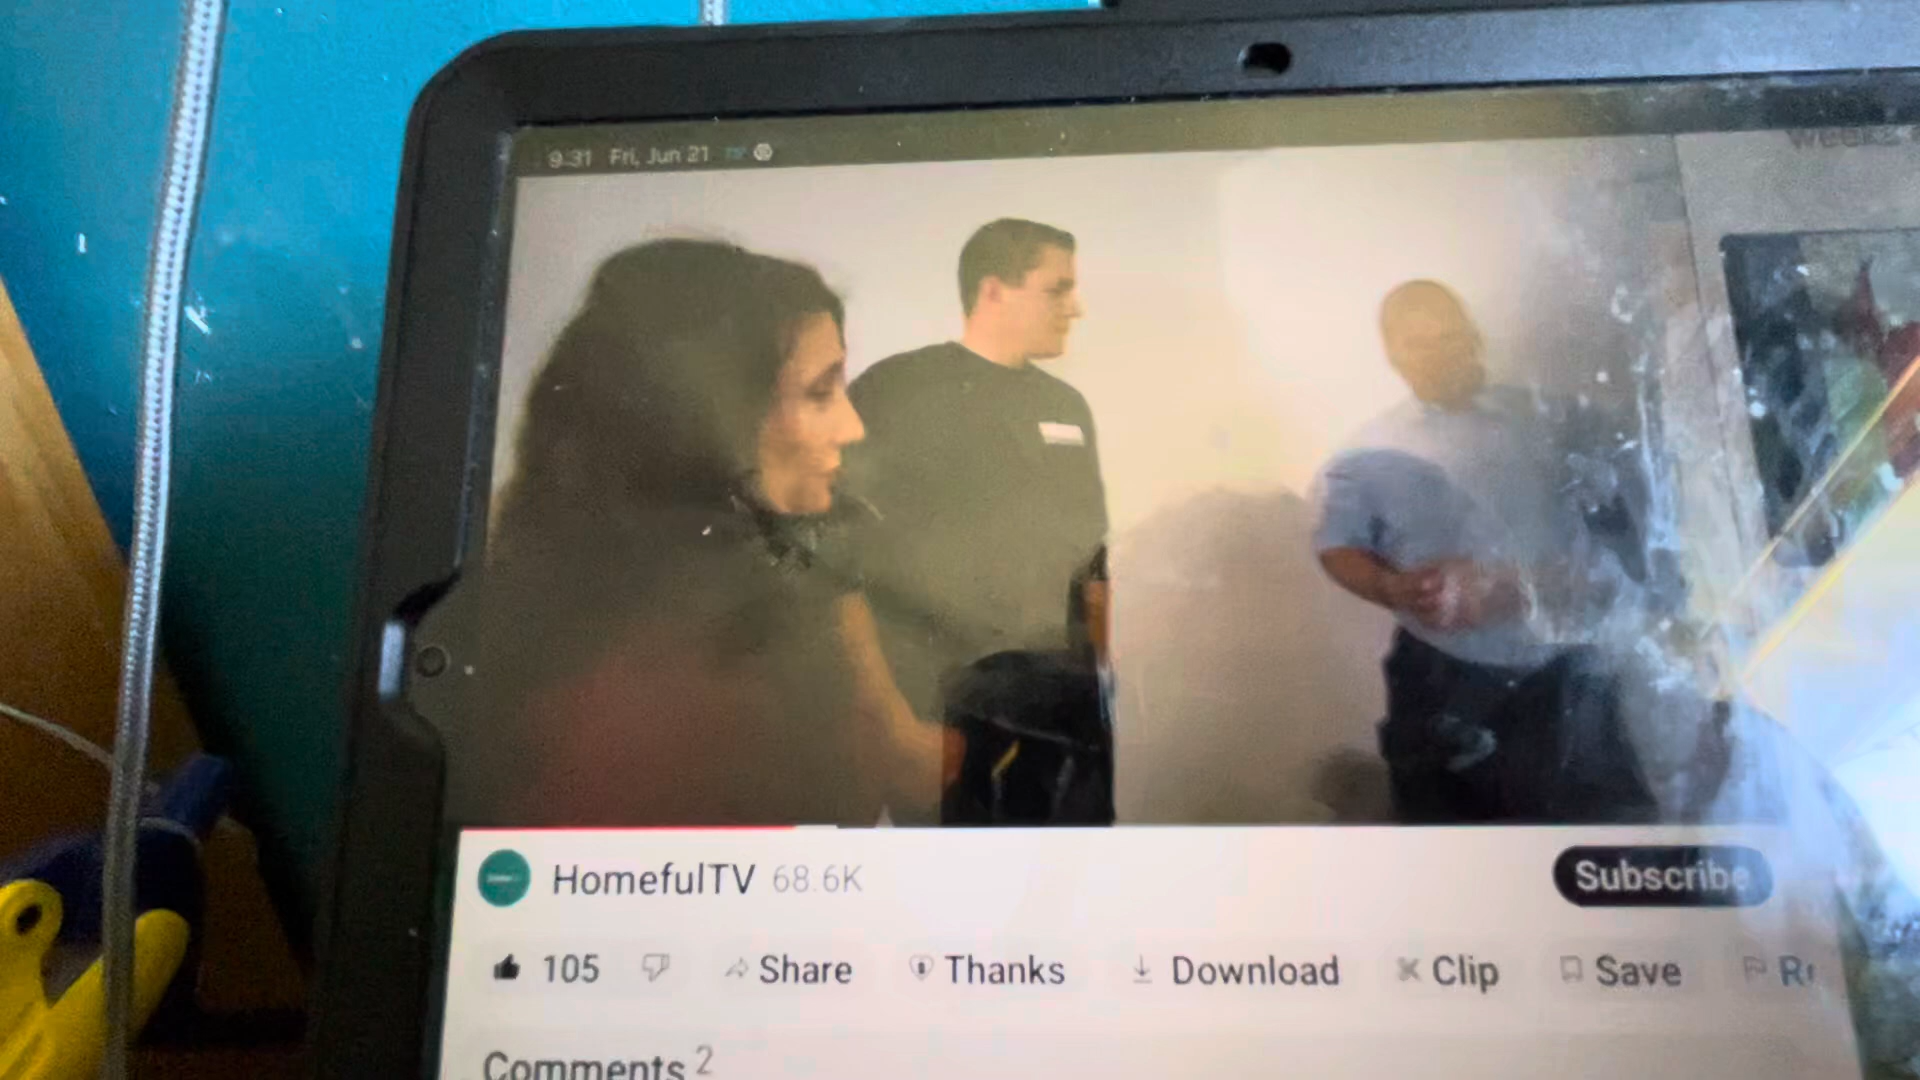 9:31 Fri, Jun 21
HomefulTV 68.6K
Subscribe
105 Share Thanks Download Clip Save
Comments 2